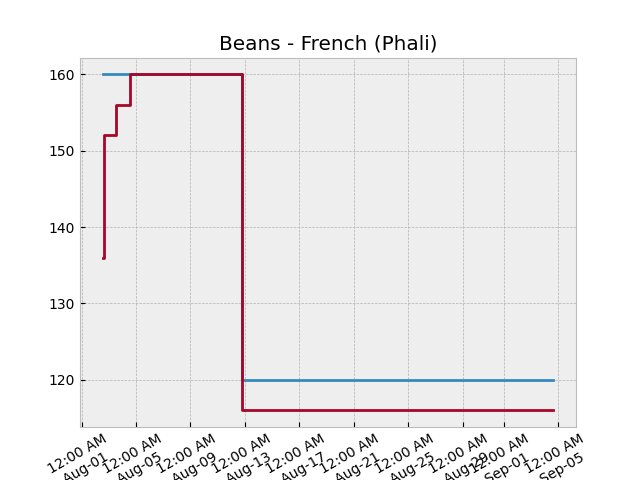 Beans - French (Phali)
160
150
140
130
120
12:00 AM
Aug-01
12:00 AM
Aug-05
12:00 AM
Aug-09
12:00 AM
Aug-13
12:00 AM
Aug-17
12:00 AM
Aug-21
12:00 AM
Aug-25
12:00 AM
Aug-29
12:00 AM
Sep-01
12:00 AM
Sep-05